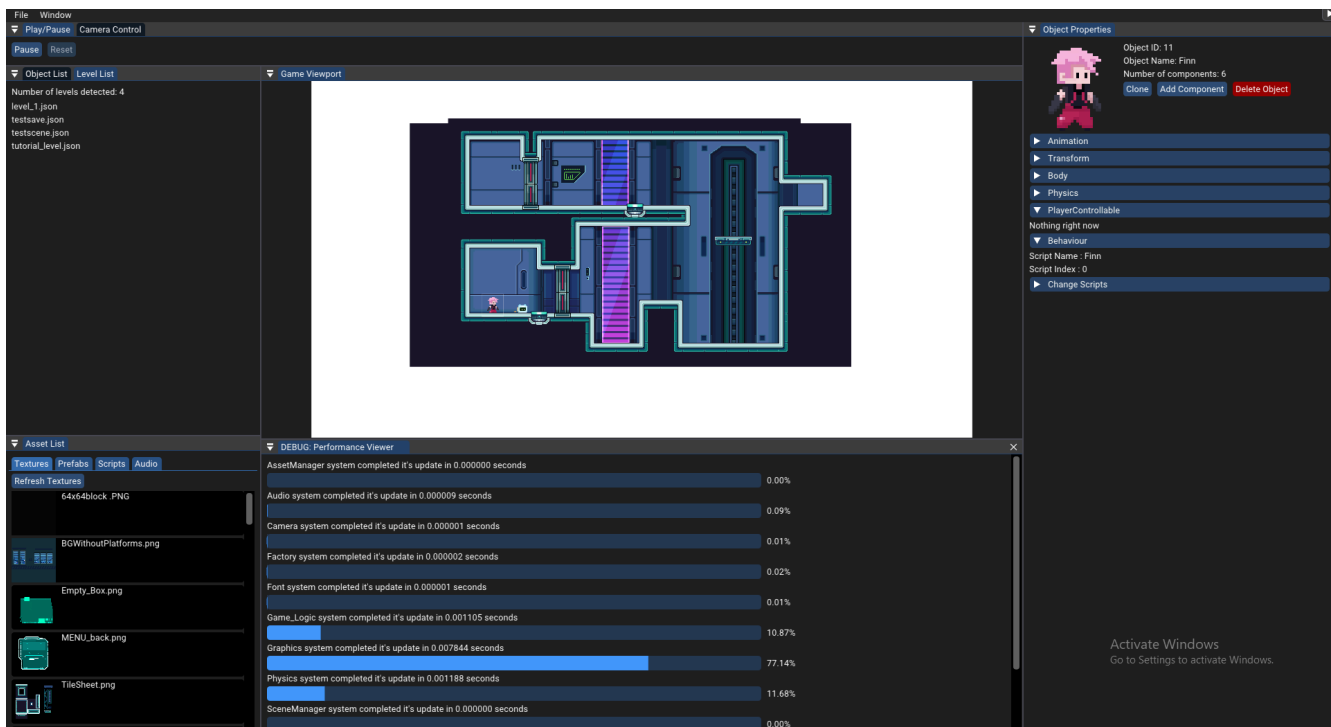 File Window
Play/Pause Camera Control
Pause Reset
Object List Level List
Number of levels detected: 4
level_1.json
testsave.json
testscene.json
tutorial_level.json
Game Viewport
Object Properties
Object ID: 11
Object Name: Finn
Number of components: 6
Clone Add Component Delete Object
Animation
Transform
Body
Physics
PlayerControllable
Nothing right now
Behaviour
Script Name : Finn
Script Index : 0
Change Scripts
Asset List
Textures Prefabs Scripts Audio
Refresh Textures
64x64block .PNG
BGWithoutPlatforms.png
Empty_Box.png
MENU_back.png
TileSheet.png
DEBUG: Performance Viewer
AssetManager system completed it's update in 0.000000 seconds
0.00%
Audio system completed it's update in 0.000009 seconds
0.09%
Camera system completed it's update in 0.000001 seconds
0.01%
Factory system completed it's update in 0.000002 seconds
0.02%
Font system completed it's update in 0.000001 seconds
0.01%
Game_Logic system completed it's update in 0.001105 seconds
10.87%
Graphics system completed it's update in 0.007844 seconds
77.14%
Physics system completed it's update in 0.001188 seconds
11.68%
SceneManager system completed it's update in 0.000000 seconds
0.00%
Activate Windows
Go to Settings to activate Windows.